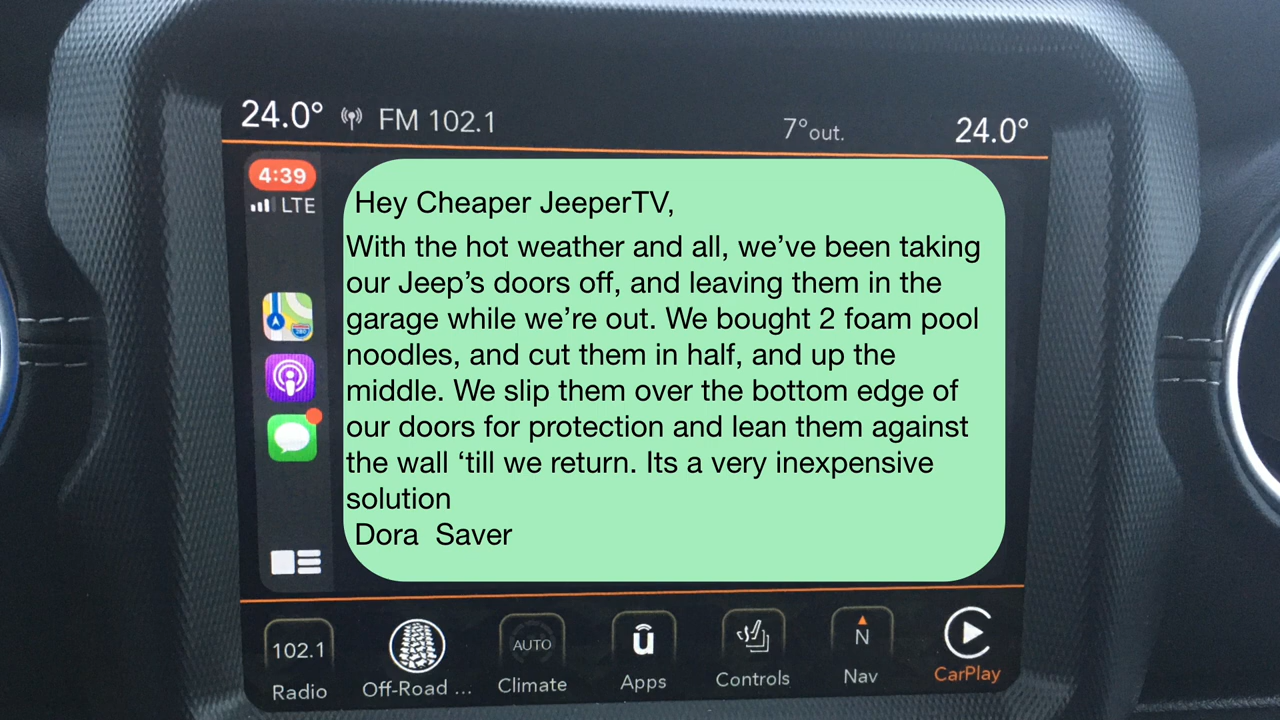 24.0° FM 102.1 7°out. 24.0°
4:39
LTE
Hey Cheaper JeeperTV,
With the hot weather and all, we’ve been taking
our Jeep’s doors off, and leaving them in the
garage while we’re out. We bought 2 foam pool
noodles, and cut them in half, and up the
middle. We slip them over the bottom edge of
our doors for protection and lean them against
the wall ‘till we return. Its a very inexpensive
solution
Dora Saver
102.1 AUTO ū N
Radio Off-Road ... Climate Apps Controls Nav CarPlay